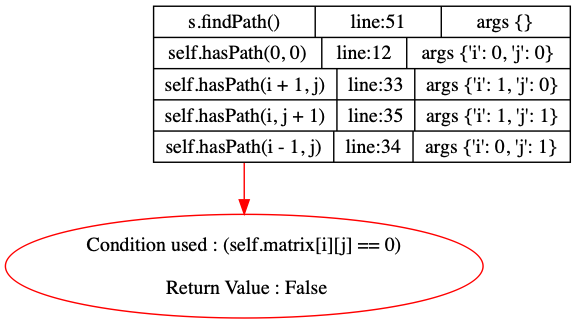 s.findPath() line:51 args {}
self.hasPath(0, 0) line:12 args {'i': 0, 'j': 0}
self.hasPath(i + 1, j) line:33 args {'i': 1, 'j': 0}
self.hasPath(i, j + 1) line:35 args {'i': 1, 'j': 1}
self.hasPath(i - 1, j) line:34 args {'i': 0, 'j': 1}
Condition used : (self.matrix[i][j] == 0)
Return Value : False